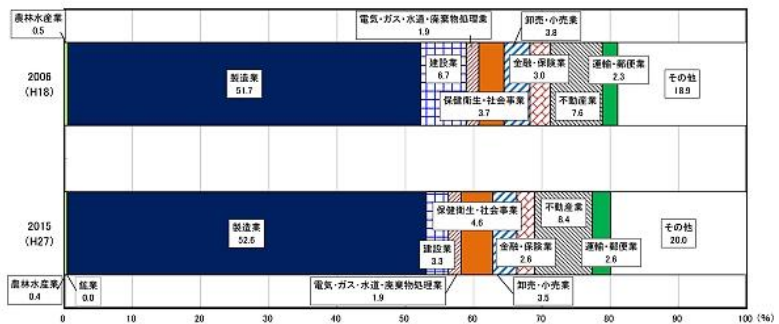 農林水産業
0.5
電気・ガス・水道・廃棄物処理業
1.9
卸売・小売業
3.8
2006
(H18)
製造業
51.7
建設業
6.7
保健衛生・社会事業
3.7
金融・保険業
3.0
不動産業
7.6
運輸・郵便業
2.3
その他
18.9
2015
(H27)
製造業
52.6
建設業
3.3
保健衛生・社会事業
4.6
金融・保険業
2.6
不動産業
8.4
運輸・郵便業
2.6
その他
20.0
農林水産業
0.4
鉱業
0.0
電気・ガス・水道・廃棄物処理業
1.9
卸売・小売業
3.5
0 10 20 30 40 50 60 70 80 90 100 (%)